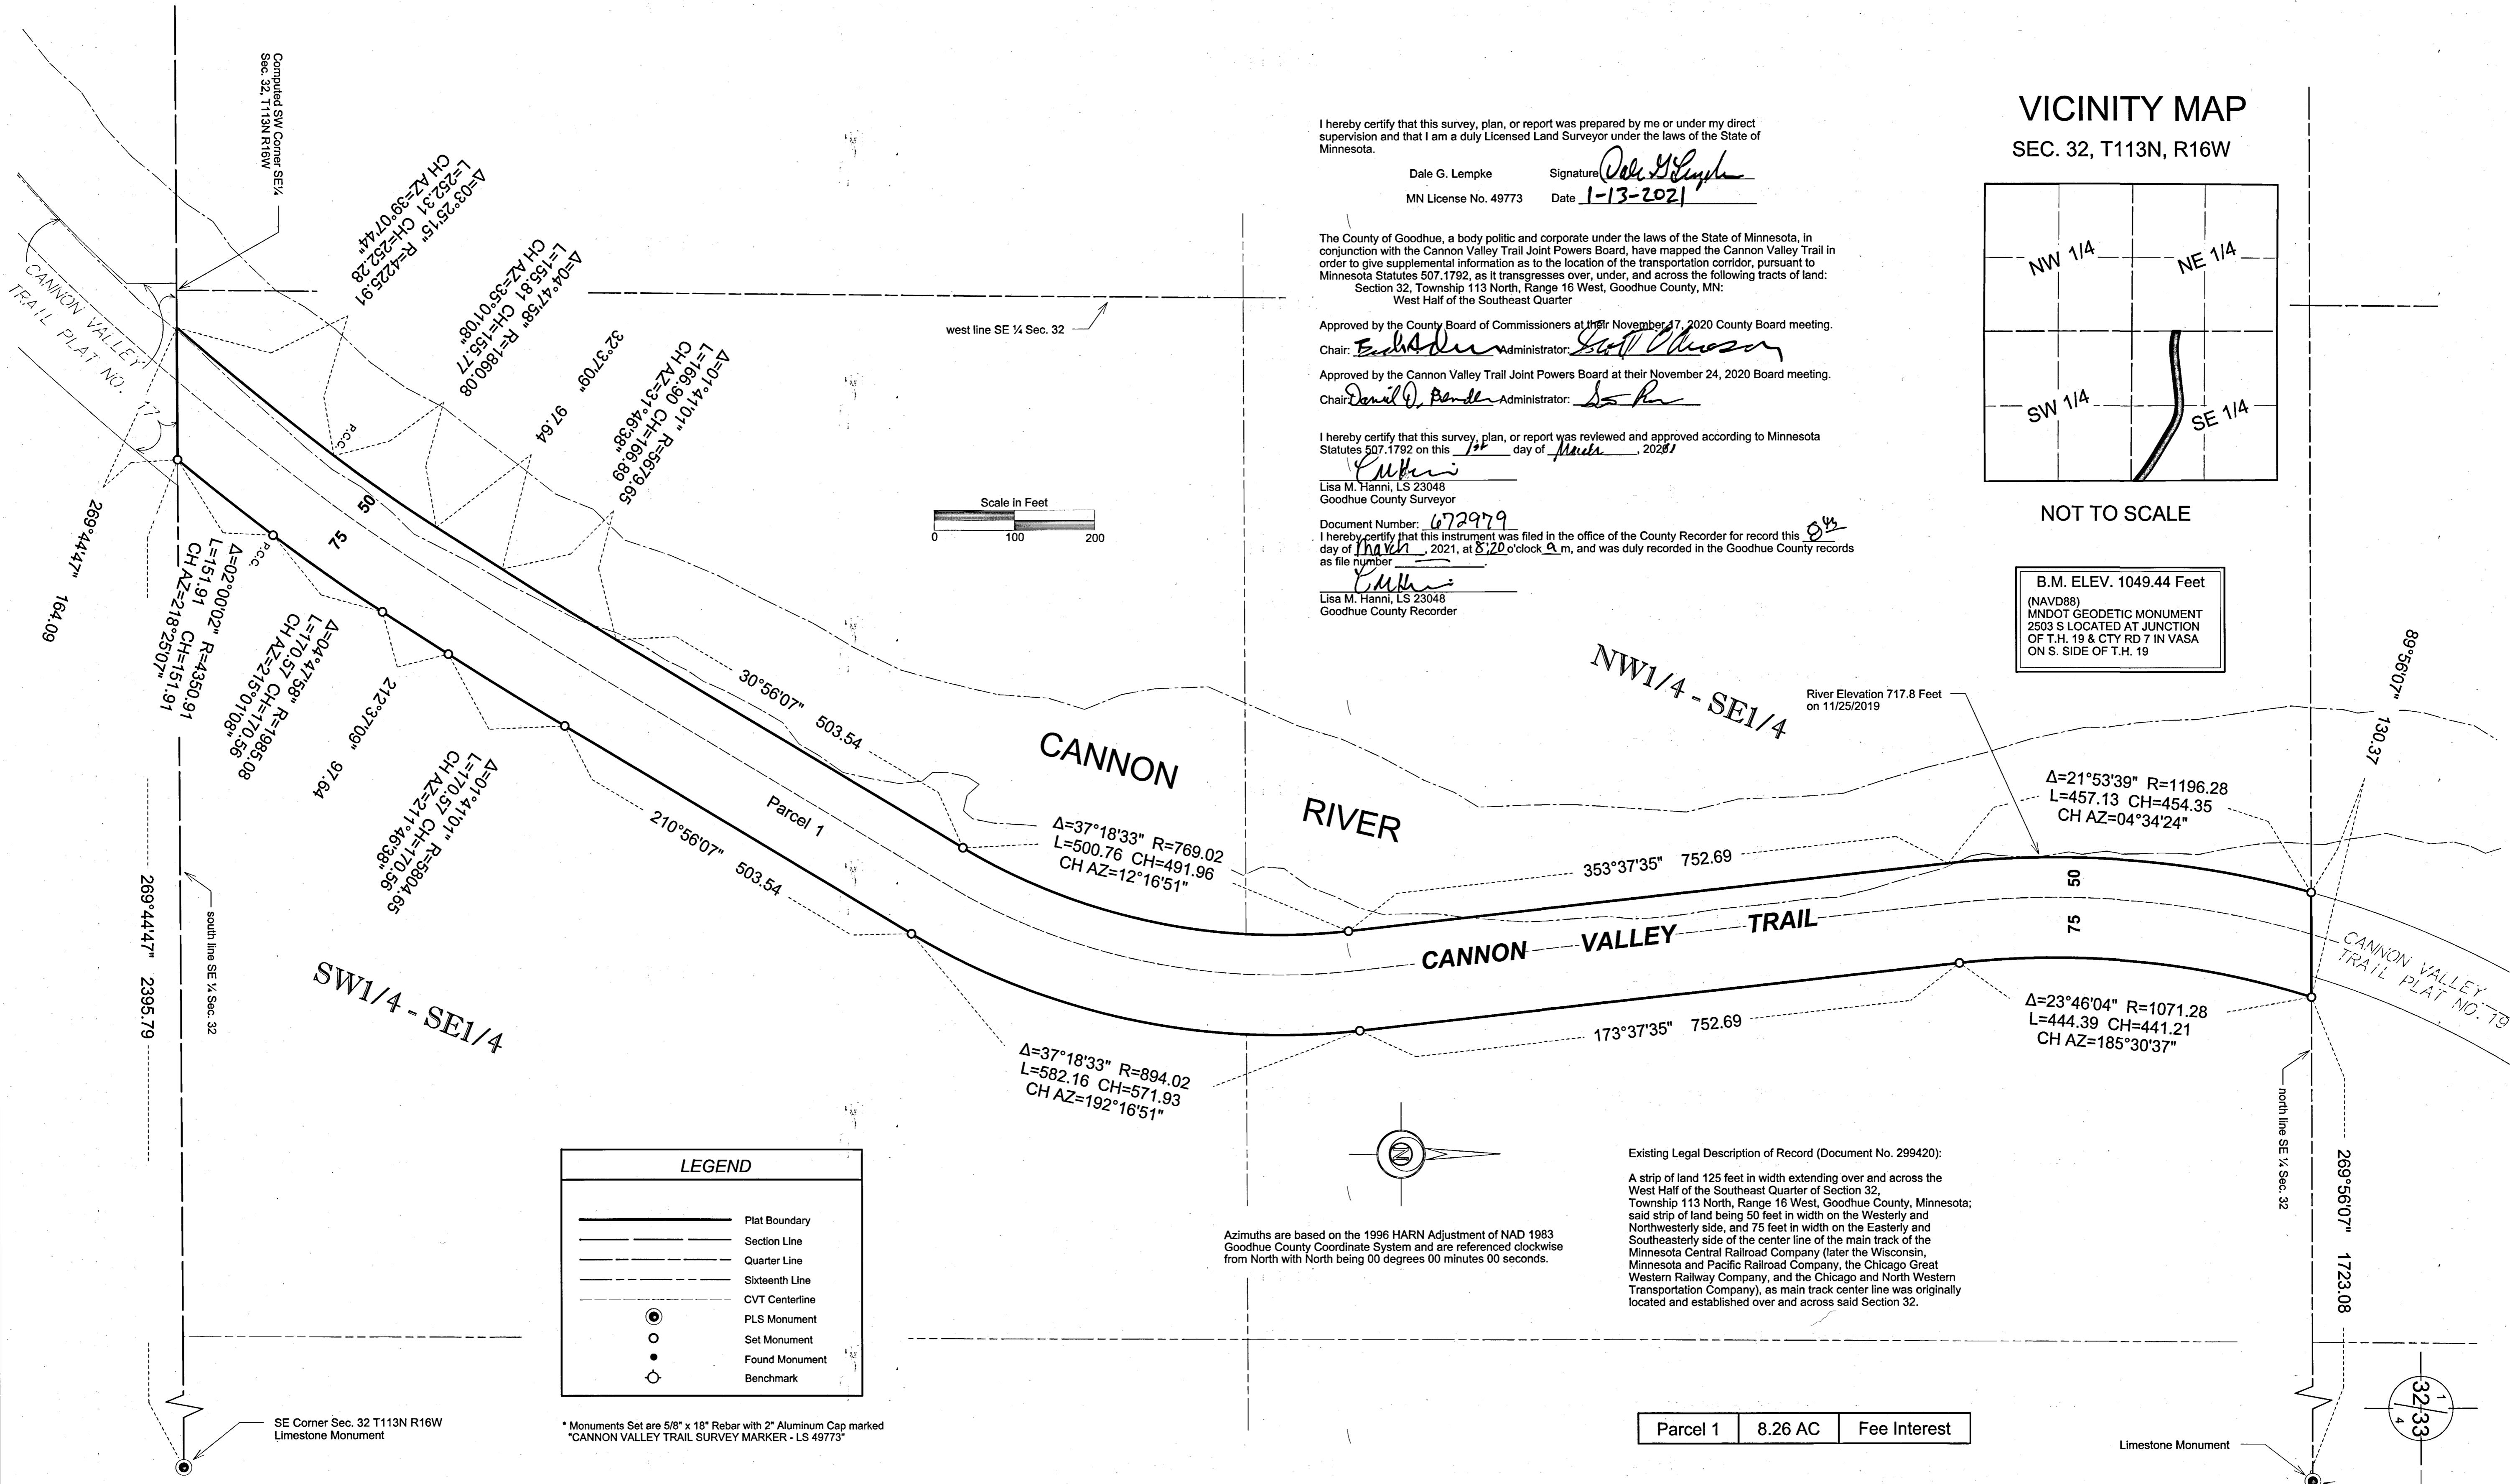 Computed SW Corner SE¼
Sec. 32, T113N R16W
CANNON VALLEY
TRAIL PLAT NO. 17
Δ=03°25'15" R=4225.91
L=252.31 CH=252.28
CH AZ=39°07'44"
Δ=04°47'58" R=1860.08
L=155.81 CH=155.77
CH AZ=35°01'08"
32°37'09" 97.64
Δ=01°41'01" R=5679.65
L=166.90 CH=166.89
CH AZ=31°46'38"
P.C.C.
50
75
P.C.C.
269°44'47" 164.09
Δ=02°00'02" R=4350.91
L=151.91 CH=151.91
CH AZ=218°25'07"
Δ=04°47'58" R=1985.08
L=170.57 CH=170.56
CH AZ=215°01'08"
212°37'09" 97.64
Δ=01°41'01" R=5804.65
L=170.57 CH=170.56
CH AZ=211°46'38"
269°44'47" 2395.79
south line SE ¼ Sec. 32
SW1/4 - SE1/4
30°56'07" 503.54
Parcel 1
210°56'07" 503.54
west line SE ¼ Sec. 32
Scale in Feet
0 100 200
CANNON
RIVER
Δ=37°18'33" R=769.02
L=500.76 CH=491.96
CH AZ=12°16'51"
Δ=37°18'33" R=894.02
L=582.16 CH=571.93
CH AZ=192°16'51"
I hereby certify that this survey, plan, or report was prepared by me or under my direct
supervision and that I am a duly Licensed Land Surveyor under the laws of the State of
Minnesota.
Dale G. Lempke Signature Dale G Lempke
MN License No. 49773 Date 1-13-2021
The County of Goodhue, a body politic and corporate under the laws of the State of Minnesota, in
conjunction with the Cannon Valley Trail Joint Powers Board, have mapped the Cannon Valley Trail in
order to give supplemental information as to the location of the transportation corridor, pursuant to
Minnesota Statutes 507.1792, as it transgresses over, under, and across the following tracts of land:
Section 32, Township 113 North, Range 16 West, Goodhue County, MN:
West Half of the Southeast Quarter
Approved by the County Board of Commissioners at their November 17, 2020 County Board meeting.
Chair: Administrator:
Approved by the Cannon Valley Trail Joint Powers Board at their November 24, 2020 Board meeting.
Chair: Daniel D. Bender Administrator:
I hereby certify that this survey, plan, or report was reviewed and approved according to Minnesota
Statutes 507.1792 on this 1st day of March, 2021
Lisa M. Hanni, LS 23048
Goodhue County Surveyor
Document Number: 672979
I hereby certify that this instrument was filed in the office of the County Recorder for record this 8th
day of March, 2021, at 8:20 o'clock a m, and was duly recorded in the Goodhue County records
as file number
Lisa M. Hanni, LS 23048
Goodhue County Recorder
VICINITY MAP
SEC. 32, T113N, R16W
NW 1/4
NE 1/4
SW 1/4
SE 1/4
NOT TO SCALE
B.M. ELEV. 1049.44 Feet
(NAVD88)
MNDOT GEODETIC MONUMENT
2503 S LOCATED AT JUNCTION
OF T.H. 19 & CTY RD 7 IN VASA
ON S. SIDE OF T.H. 19
NW1/4 - SE1/4
River Elevation 717.8 Feet
on 11/25/2019
89°56'07" 130.37
Δ=21°53'39" R=1196.28
L=457.13 CH=454.35
CH AZ=04°34'24"
353°37'35" 752.69
50
75
CANNON VALLEY TRAIL
173°37'35" 752.69
CANNON VALLEY
TRAIL PLAT NO. 19
Δ=23°46'04" R=1071.28
L=444.39 CH=441.21
CH AZ=185°30'37"
north line SE ¼ Sec. 32
269°56'07" 1723.08
N
Azimuths are based on the 1996 HARN Adjustment of NAD 1983
Goodhue County Coordinate System and are referenced clockwise
from North with North being 00 degrees 00 minutes 00 seconds.
Existing Legal Description of Record (Document No. 299420):
A strip of land 125 feet in width extending over and across the
West Half of the Southeast Quarter of Section 32,
Township 113 North, Range 16 West, Goodhue County, Minnesota;
said strip of land being 50 feet in width on the Westerly and
Northwesterly side, and 75 feet in width on the Easterly and
Southeasterly side of the center line of the main track of the
Minnesota Central Railroad Company (later the Wisconsin,
Minnesota and Pacific Railroad Company, the Chicago Great
Western Railway Company, and the Chicago and North Western
Transportation Company), as main track center line was originally
located and established over and across said Section 32.
LEGEND
Plat Boundary
Section Line
Quarter Line
Sixteenth Line
CVT Centerline
PLS Monument
Set Monument
Found Monument
Benchmark
* Monuments Set are 5/8" x 18" Rebar with 2" Aluminum Cap marked
"CANNON VALLEY TRAIL SURVEY MARKER - LS 49773"
SE Corner Sec. 32 T113N R16W
Limestone Monument
Parcel 1 8.26 AC Fee Interest
Limestone Monument
1
32 33
4